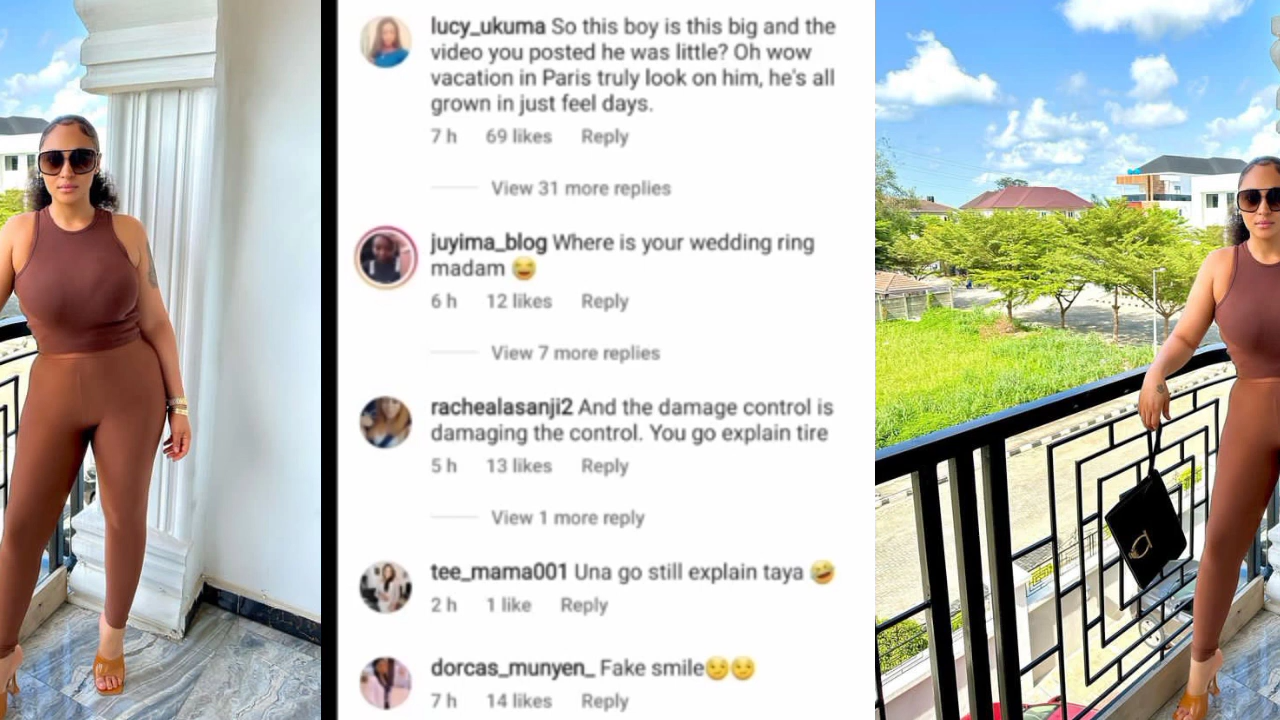 lucy_ukuma So this boy is this big and the
video you posted he was little? Oh wow
vacation in Paris truly look on him, he's all
grown in just feel days.
7 h 69 likes Reply
View 31 more replies
juyima_blog Where is your wedding ring
madam 😂
6 h 12 likes Reply
View 7 more replies
rachealasanji2 And the damage control is
damaging the control. You go explain tire
5 h 13 likes Reply
View 1 more reply
tee_mama001 Una go still explain taya 🤣
2 h 1 like Reply
dorcas_munyen_ Fake smile😏😏
7 h 14 likes Reply